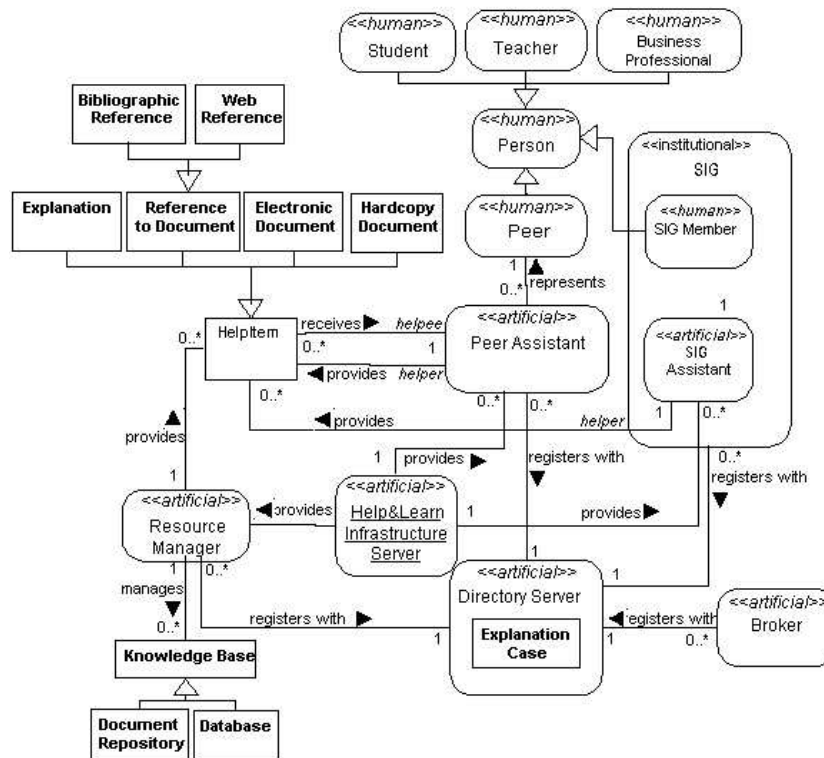 <<human>>
Student
<<human>>
Teacher
<<human>>
Business
Professional
Bibliographic
Reference
Web
Reference
<<human>>
Person
<<institutional>>
SIG
Explanation
Reference
to Document
Electronic
Document
Hardcopy
Document
<<human>>
Peer
<<human>>
SIG Member
1
0..*
represents
1
0..*
HelpItem
receives
helpee
0..*
1
provides
helper
0..*
<<artificial>>
Peer Assistant
<<artificial>>
SIG
Assistant
0..*
0..*
1
0..*
provides
helper
provides
1
provides
registers with
0..*
registers with
1
<<artificial>>
Resource
Manager
provides
<<artificial>>
Help&Learn
Infrastructure
Server
1
provides
1
0..*
manages
0..*
registers with
1
1
<<artificial>>
Directory Server
Explanation
Case
1
1
registers with
0..*
<<artificial>>
Broker
Knowledge Base
Document
Repository
Database